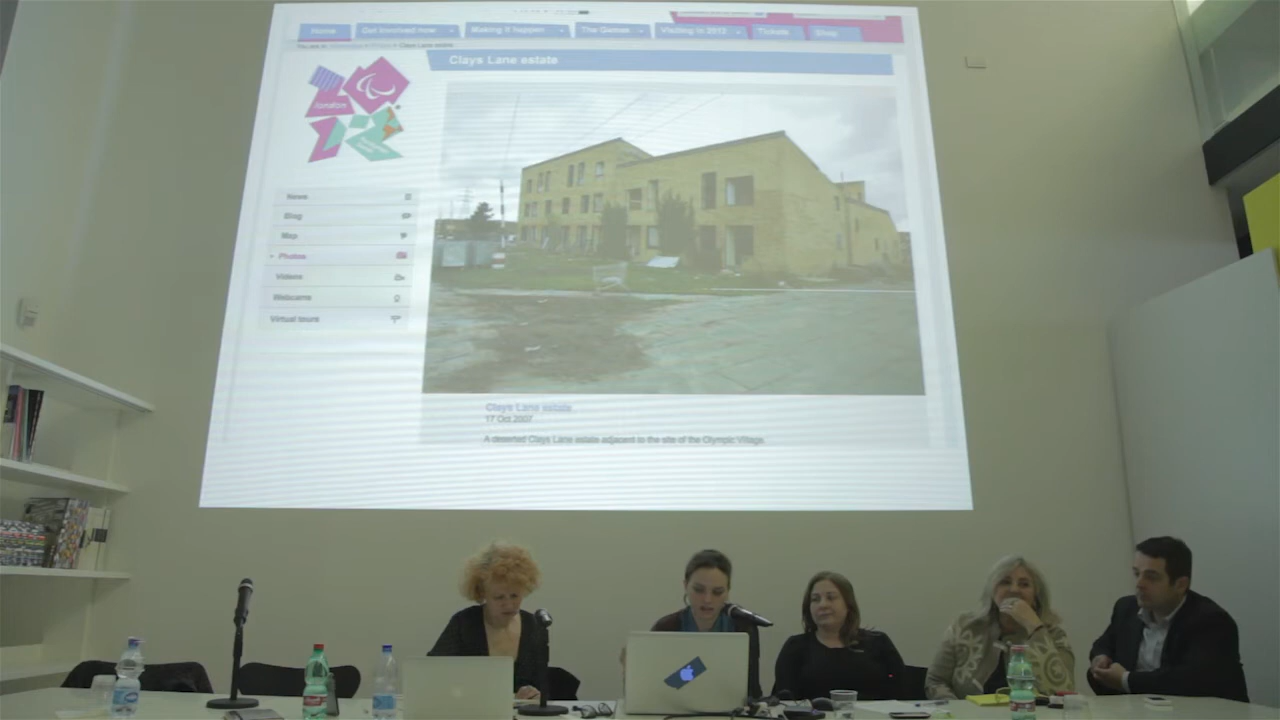 Home
Get involved now
Making it happen
The Games
Visiting in 2012
Tickets
Shop
Clays Lane estate
london
News
Blog
Map
Photos
Videos
Webcams
Virtual tours
Clays Lane estate
17 Oct 2007
A deserted Clays Lane estate adjacent to the site of the Olympic Village.